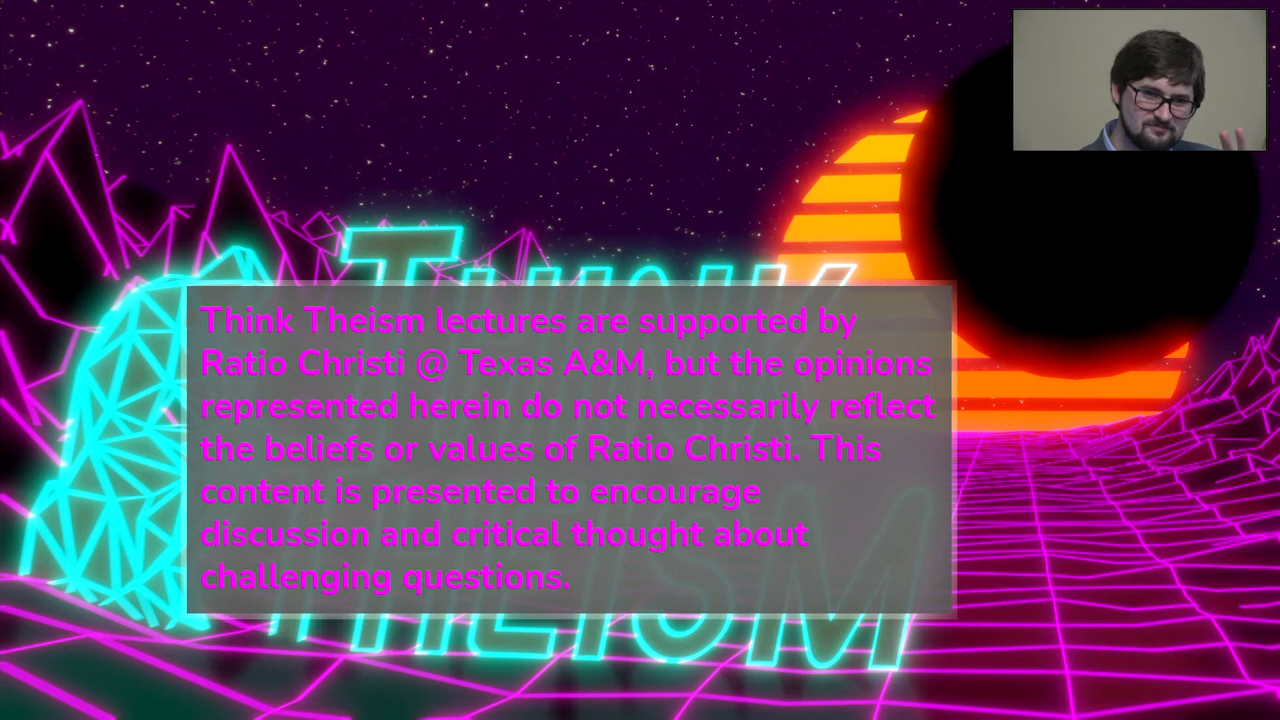 Think
Think Theism lectures are supported by
Ratio Christi @ Texas A&M, but the opinions
represented herein do not necessarily reflect
the beliefs or values of Ratio Christi. This
content is presented to encourage
discussion and critical thought about
challenging questions.
Theism